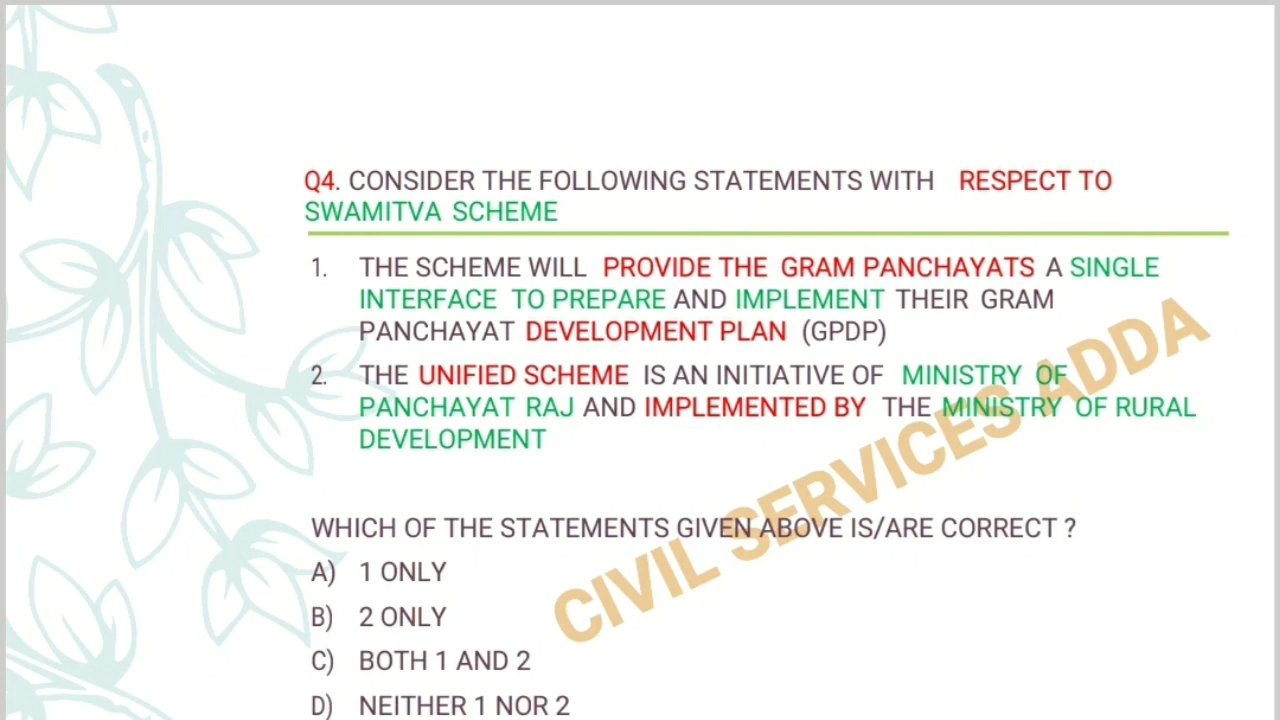 Q4. CONSIDER THE FOLLOWING STATEMENTS WITH RESPECT TO
SWAMITVA SCHEME
1. THE SCHEME WILL PROVIDE THE GRAM PANCHAYATS A SINGLE
INTERFACE TO PREPARE AND IMPLEMENT THEIR GRAM
PANCHAYAT DEVELOPMENT PLAN (GPDP)
2. THE UNIFIED SCHEME IS AN INITIATIVE OF MINISTRY OF
PANCHAYAT RAJ AND IMPLEMENTED BY THE MINISTRY OF RURAL
DEVELOPMENT
WHICH OF THE STATEMENTS GIVEN ABOVE IS/ARE CORRECT ?
A) 1 ONLY
B) 2 ONLY
C) BOTH 1 AND 2
D) NEITHER 1 NOR 2
CIVIL SERVICES ADDA